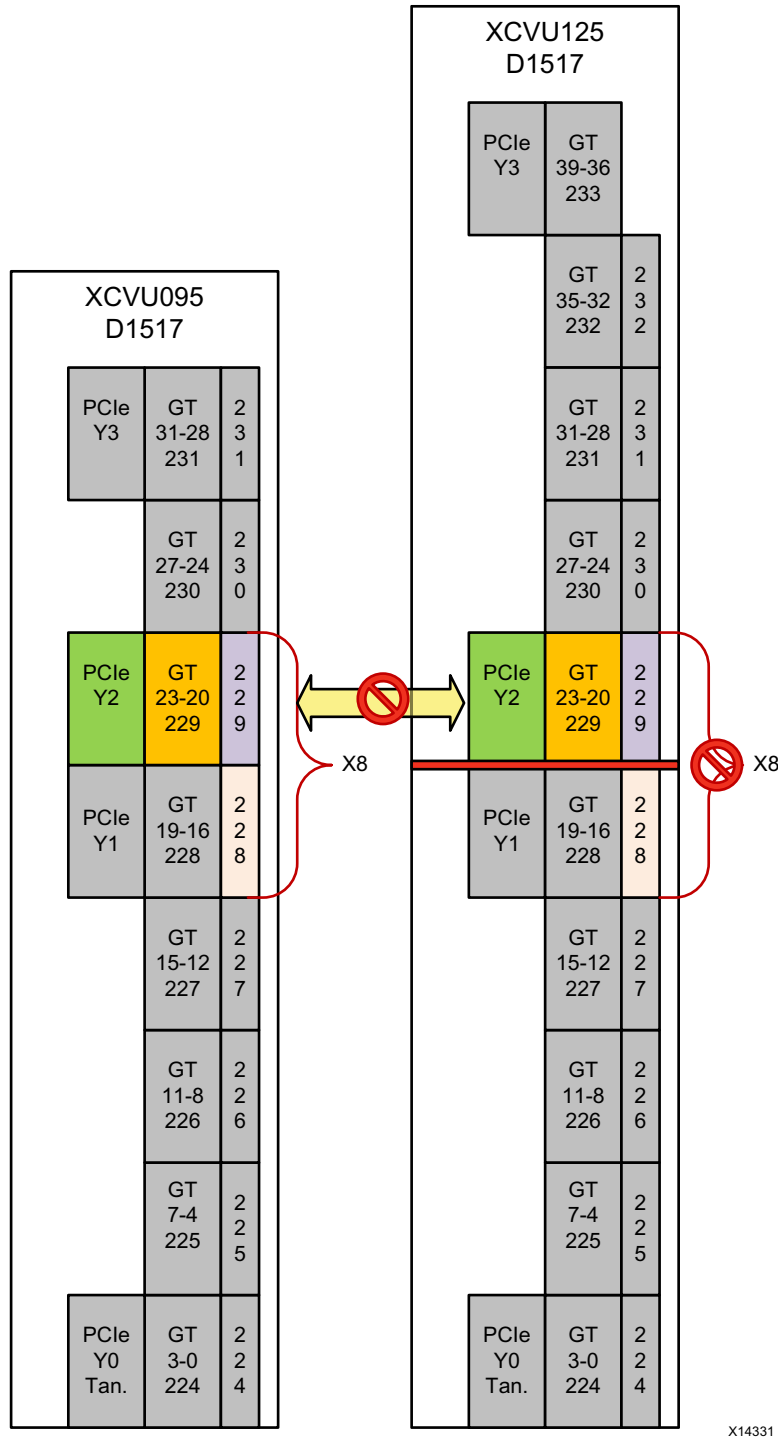 XCVU095
D1517
PCIe
Y3
GT
31-28
231
2
3
1
GT
27-24
230
2
3
0
PCIe
Y2
GT
23-20
229
2
2
9
PCIe
Y1
GT
19-16
228
2
2
8
X8
GT
15-12
227
2
2
7
GT
11-8
226
2
2
6
GT
7-4
225
2
2
5
PCIe
Y0
Tan.
GT
3-0
224
2
2
4
XCVU125
D1517
PCIe
Y3
GT
39-36
233
GT
35-32
232
2
3
2
GT
31-28
231
2
3
1
GT
27-24
230
2
3
0
PCIe
Y2
GT
23-20
229
2
2
9
PCIe
Y1
GT
19-16
228
2
2
8
X8
GT
15-12
227
2
2
7
GT
11-8
226
2
2
6
GT
7-4
225
2
2
5
PCIe
Y0
Tan.
GT
3-0
224
2
2
4
X14331